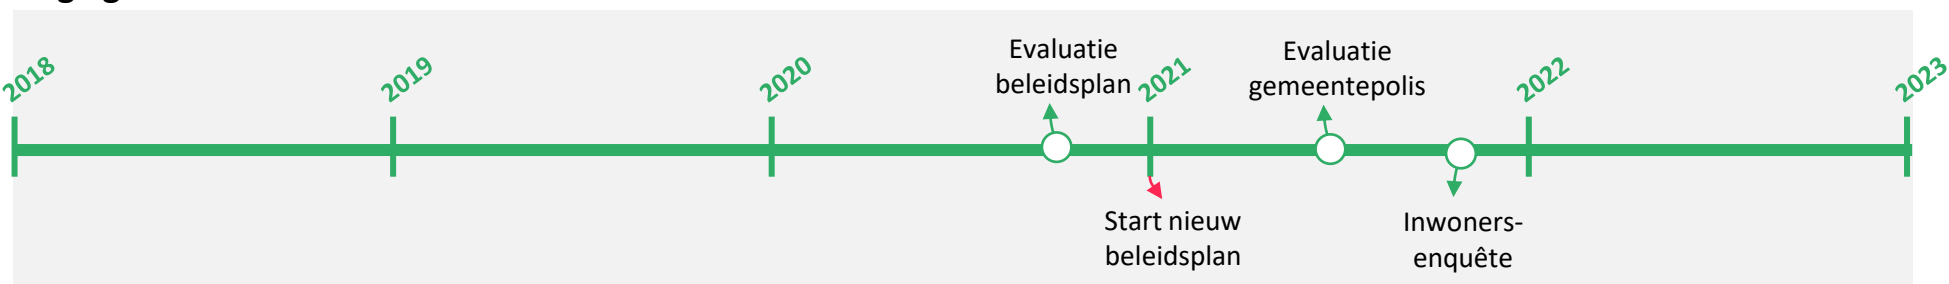 2018
2019
2020
Evaluatie
beleidsplan
2021
Evaluatie
gemeentepolis
2022
2023
Start nieuw
beleidsplan
Inwoners-
enquête